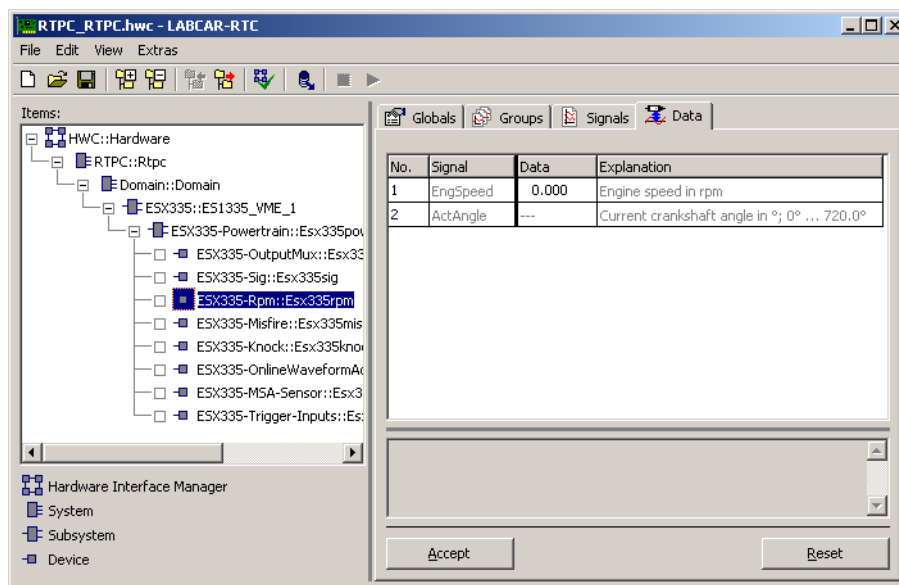 RTPC_RTPC.hwc - LABCAR-RTC
File Edit View Extras
Items:
HWC::Hardware
RTPC::Rtpc
Domain::Domain
ESX335::ES1335_VME_1
ESX335-Powertrain::Esx335pow
ESX335-OutputMux::Esx33
ESX335-Sig::Esx335sig
ESX335-Rpm::Esx335rpm
ESX335-Misfire::Esx335mis
ESX335-Knock::Esx335kno
ESX335-OnlineWaveformAc
ESX335-MSA-Sensor::Esx3
ESX335-Trigger-Inputs::Es
Hardware Interface Manager
System
Subsystem
Device
Globals Groups Signals Data
No. Signal Data Explanation
1 EngSpeed 0.000 Engine speed in rpm
2 ActAngle --- Current crankshaft angle in °; 0° ... 720.0°
Accept Reset